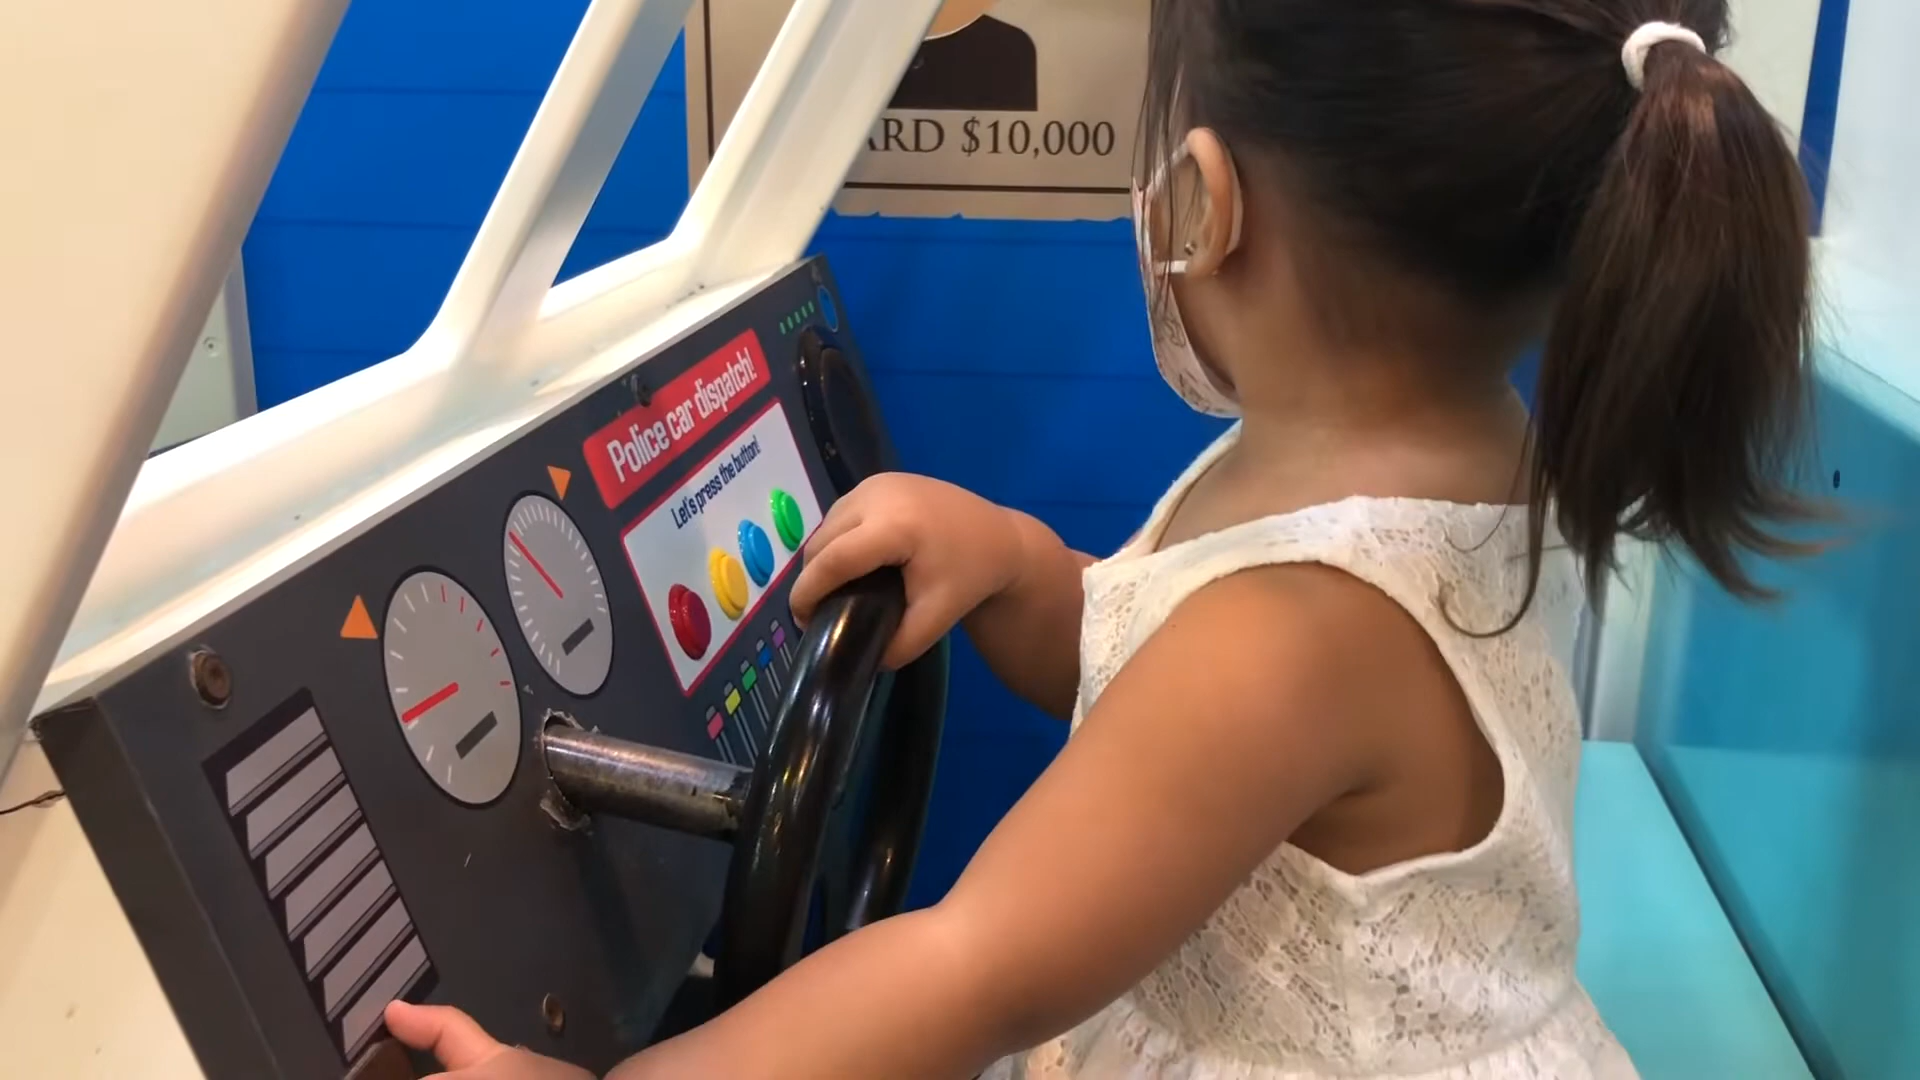 ARD $10,000
Police car dispatch!
Let's press the button!